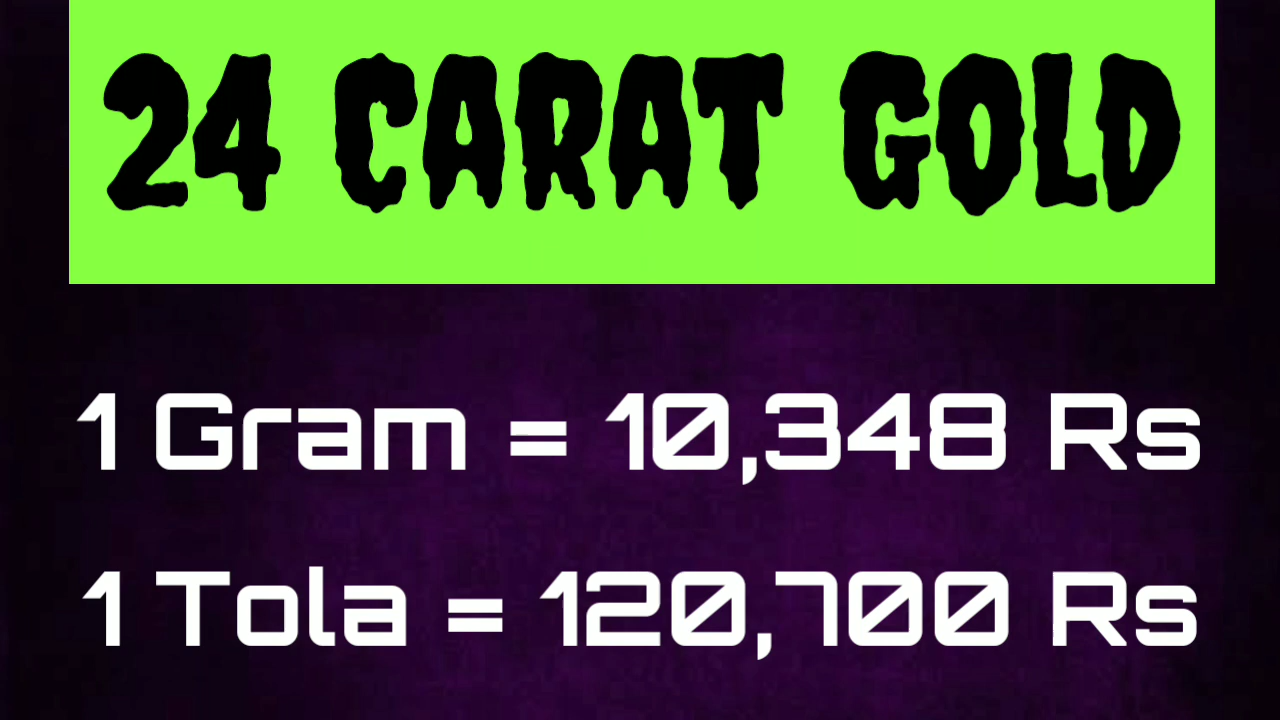 24 CARAT GOLD
1 Gram = 10,348 Rs
1 Tola = 120,700 Rs